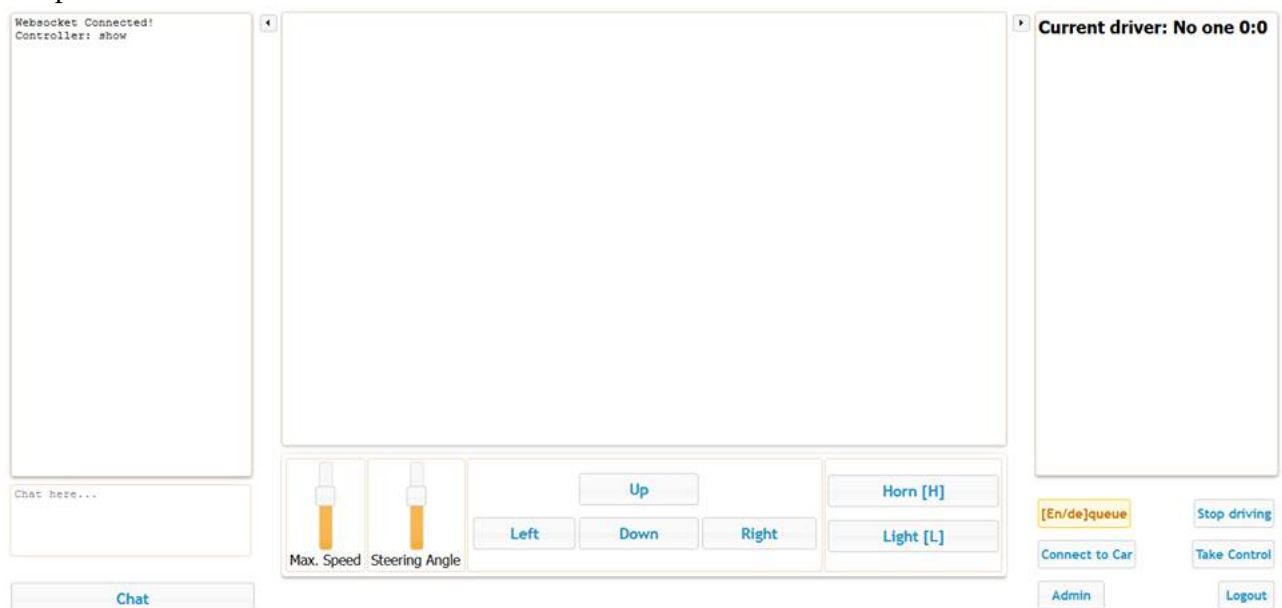 Websocket Connected!
Controller: show
Current driver: No one 0:0
Chat here...
Chat
Max. Speed
Steering Angle
Up
Left
Down
Right
Horn [H]
Light [L]
[En/de]queue
Stop driving
Connect to Car
Take Control
Admin
Logout